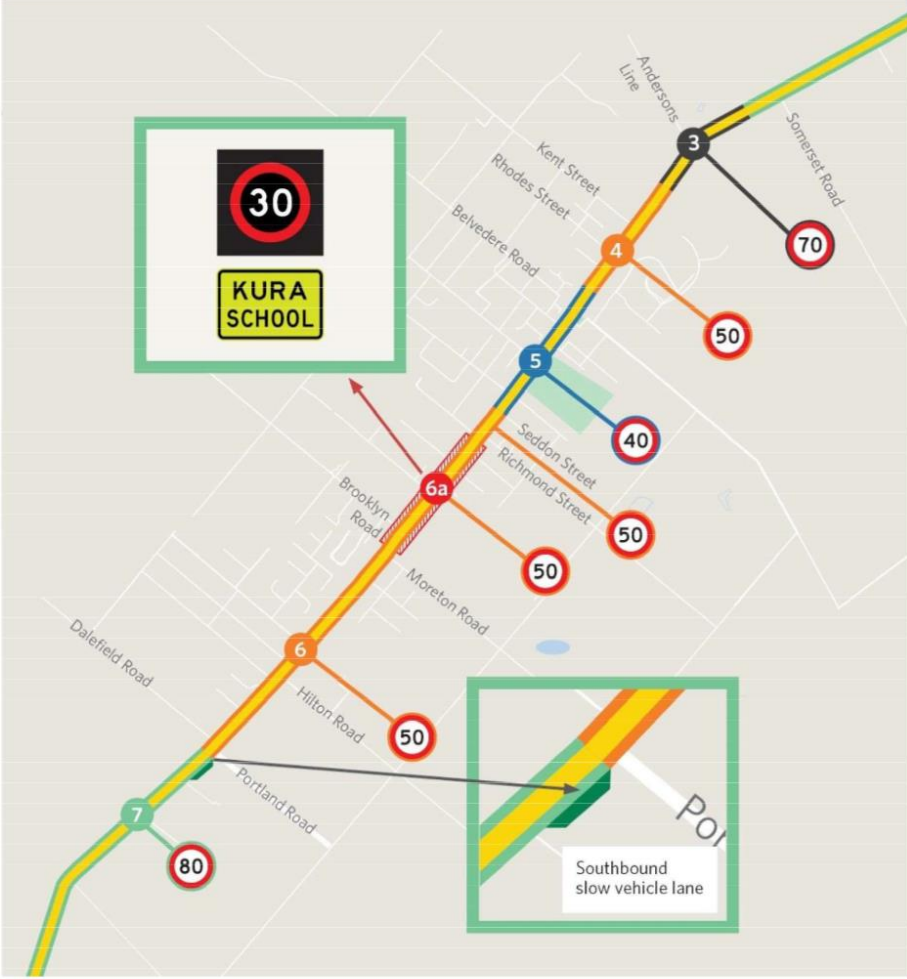 Andersons
Line
3
Somerset Road
Kent Street
Rhodes Street
70
30
KURA
SCHOOL
Belvedere Road
4
50
5
40
Seddon Street
Richmond Street
6a
Brooklyn
Road
50
50
Moreton Road
Dalefield Road
6
Hilton Road
50
Portland Road
7
80
Por
Southbound
slow vehicle lane